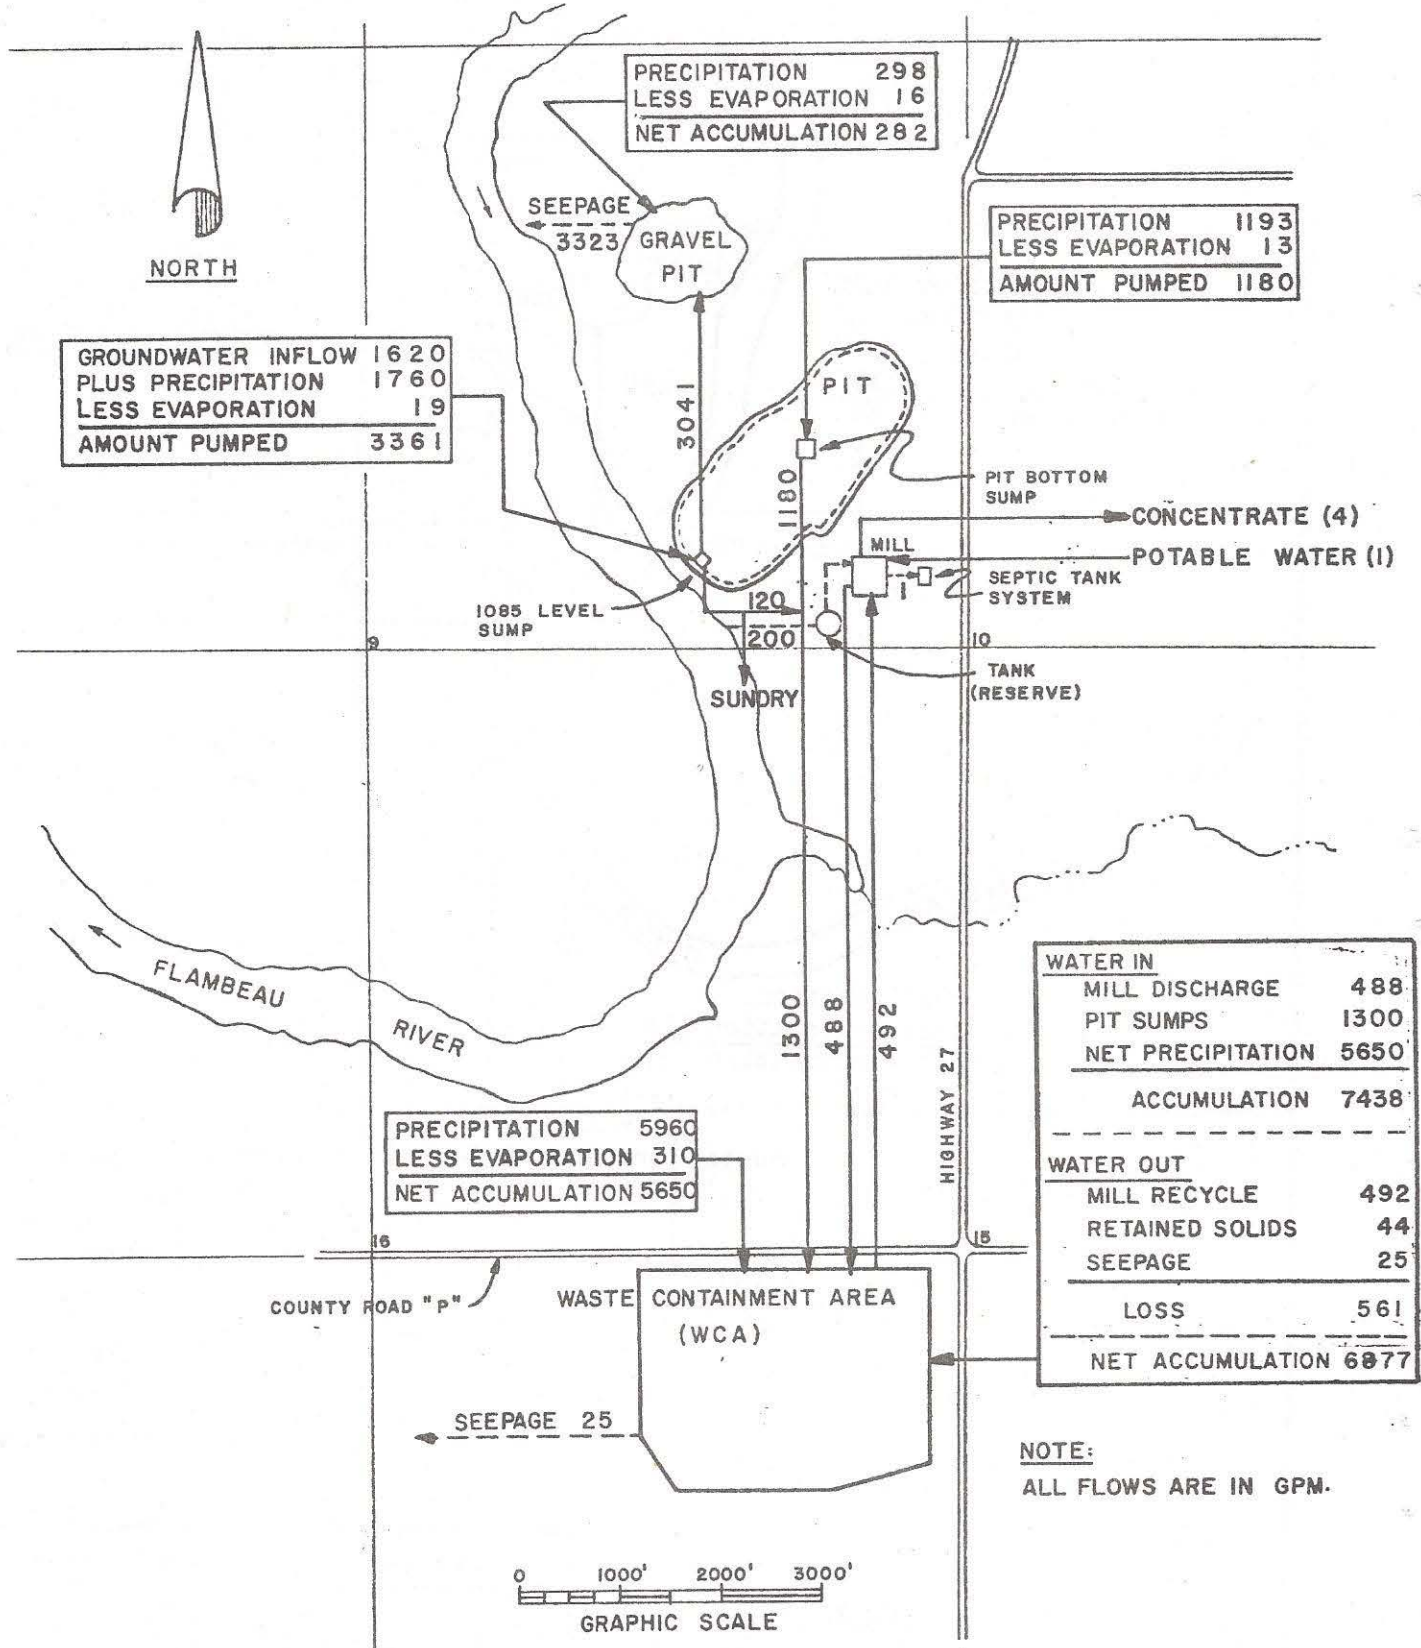 PRECIPITATION 298
LESS EVAPORATION 16
NET ACCUMULATION 282
NORTH
SEEPAGE
3323
GRAVEL
PIT
PRECIPITATION 1193
LESS EVAPORATION 13
AMOUNT PUMPED 1180
GROUNDWATER INFLOW 1620
PLUS PRECIPITATION 1760
LESS EVAPORATION 19
AMOUNT PUMPED 3361
3041
PIT
1180
PIT BOTTOM
SUMP
CONCENTRATE (4)
MILL
POTABLE WATER (1)
1
SEPTIC TANK
SYSTEM
1085 LEVEL
SUMP
120
200
9
10
TANK
(RESERVE)
SUNDRY
FLAMBEAU
RIVER
1300
488
492
HIGHWAY 27
WATER IN
MILL DISCHARGE 488
PIT SUMPS 1300
NET PRECIPITATION 5650
ACCUMULATION 7438
WATER OUT
MILL RECYCLE 492
RETAINED SOLIDS 44
SEEPAGE 25
LOSS 561
NET ACCUMULATION 6877
PRECIPITATION 5960
LESS EVAPORATION 310
NET ACCUMULATION 5650
16
15
COUNTY ROAD "P"
WASTE CONTAINMENT AREA
(WCA)
SEEPAGE 25
NOTE:
ALL FLOWS ARE IN GPM.
0 1000' 2000' 3000'
GRAPHIC SCALE